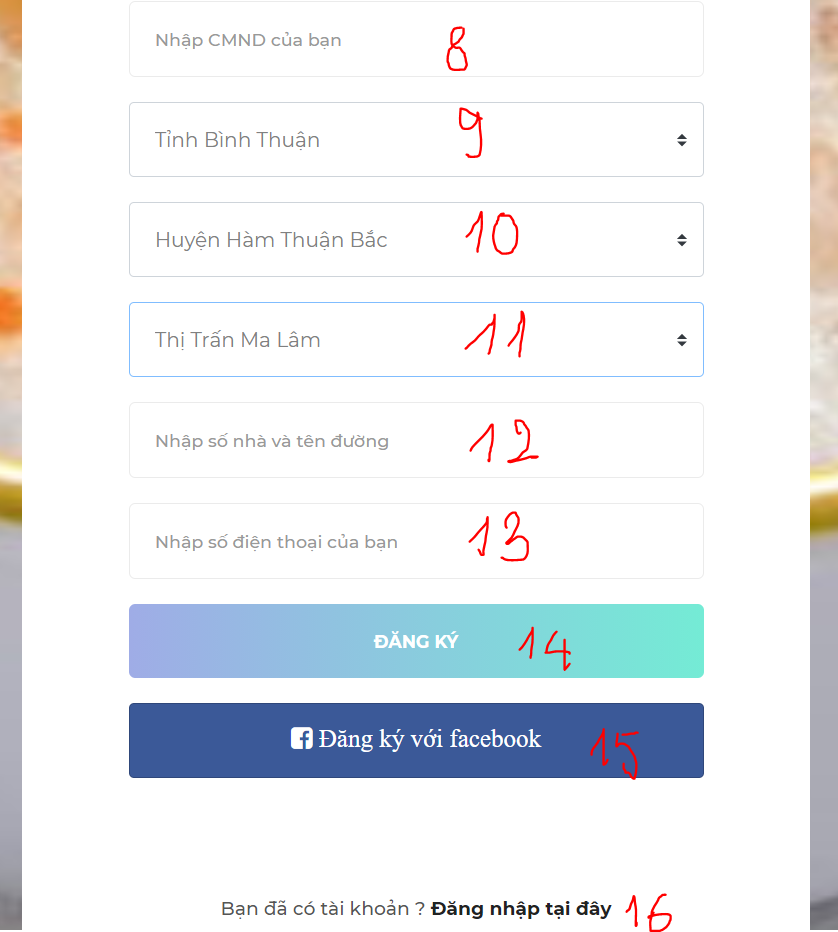 Nhập CMND của bạn 8
Tỉnh Bình Thuận 9
Huyện Hàm Thuận Bắc 10
Thị Trấn Ma Lâm 11
Nhập số nhà và tên đường 12
Nhập số điện thoại của bạn 13
ĐĂNG KÝ 14
Đăng ký với facebook 15
Bạn đã có tài khoản ? Đăng nhập tại đây 16